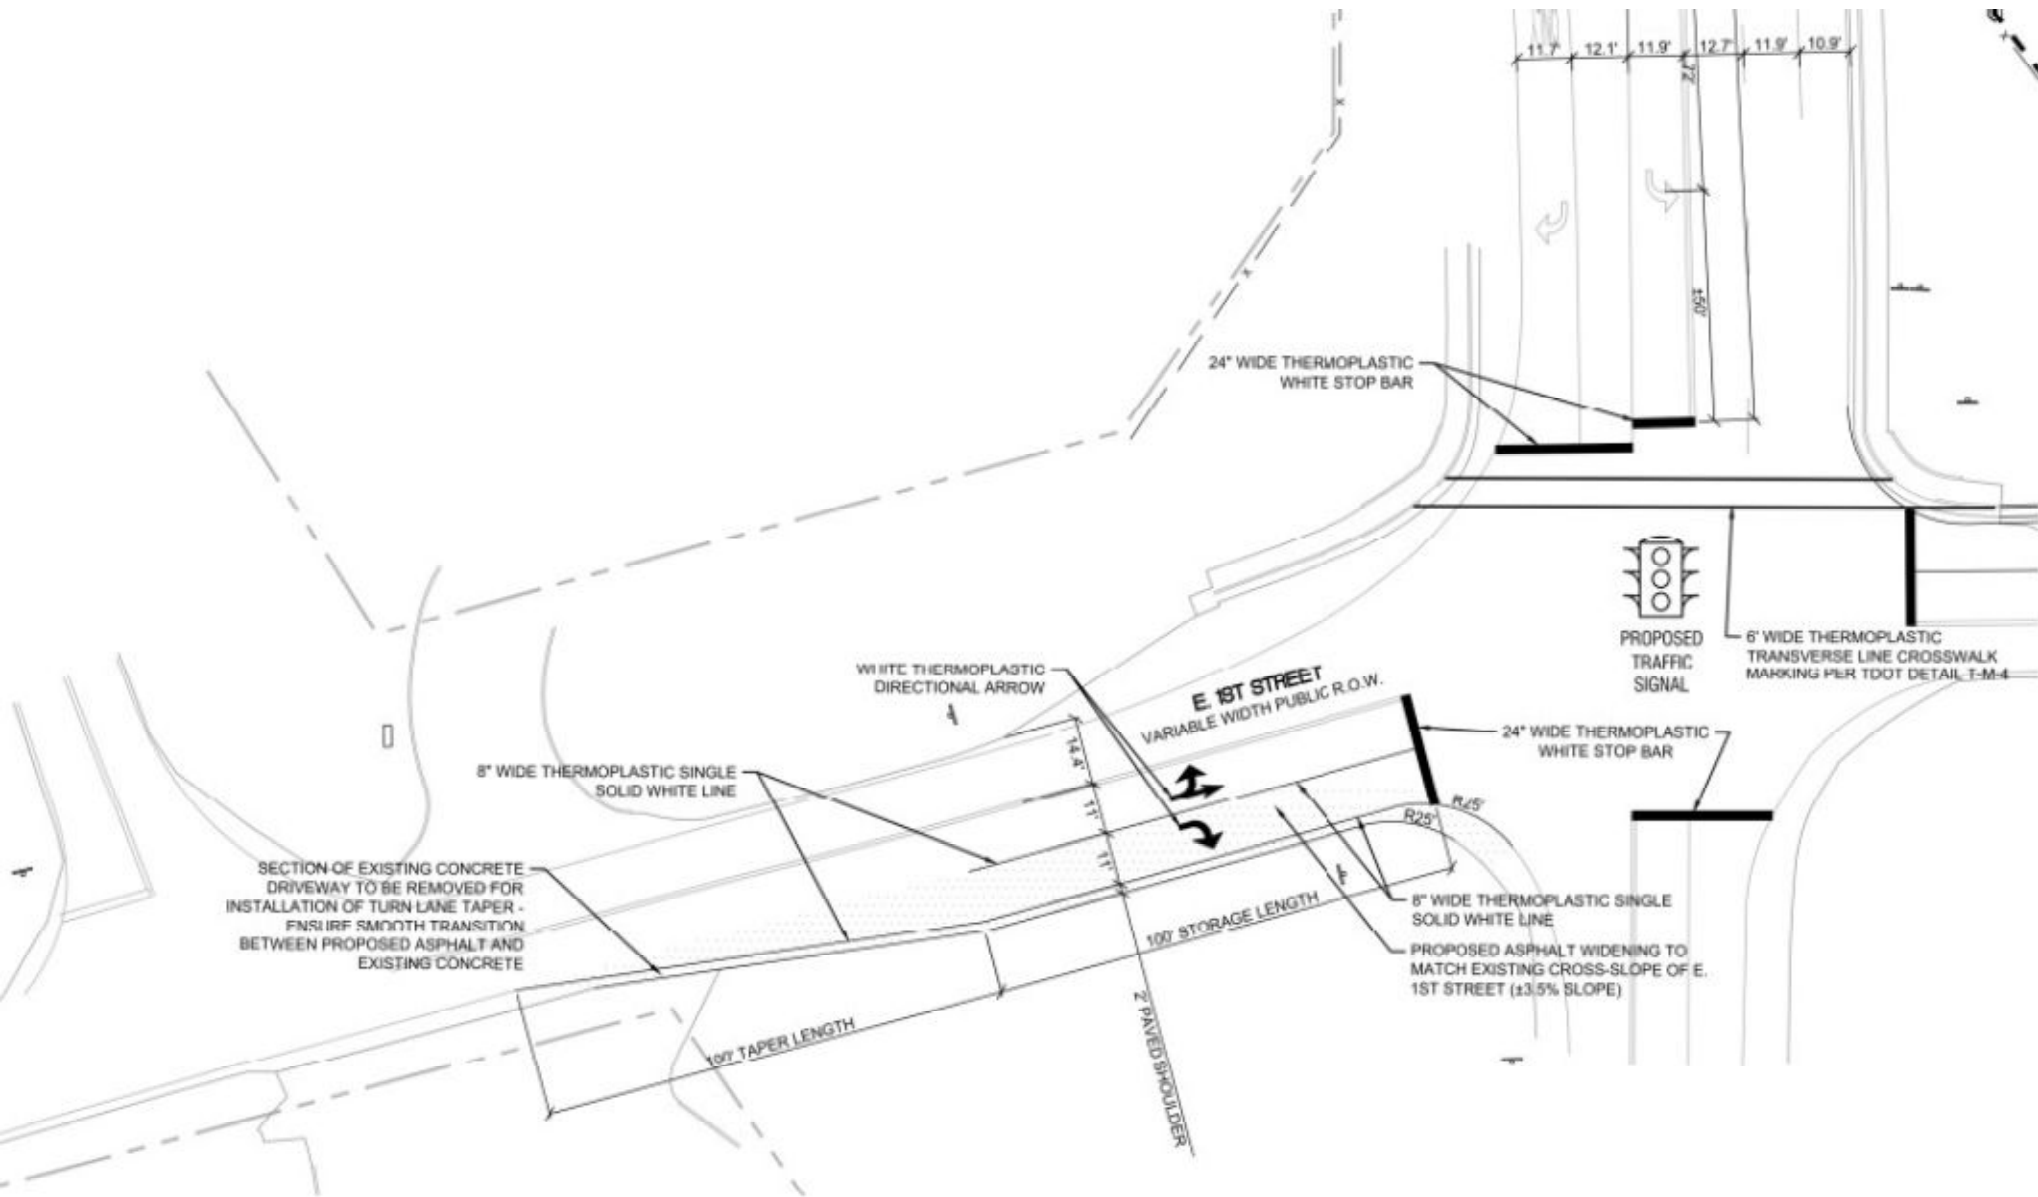 11.7'
12.1'
11.9'
12.7'
11.9'
10.9'
72'
±50'
24" WIDE THERMOPLASTIC
WHITE STOP BAR
PROPOSED
TRAFFIC
SIGNAL
6' WIDE THERMOPLASTIC
TRANSVERSE LINE CROSSWALK
MARKING PER TDOT DETAIL T-M-4
WHITE THERMOPLASTIC
DIRECTIONAL ARROW
E. 1ST STREET
VARIABLE WIDTH PUBLIC R.O.W.
24" WIDE THERMOPLASTIC
WHITE STOP BAR
8" WIDE THERMOPLASTIC SINGLE
SOLID WHITE LINE
14.4'
11'
11'
R25'
R25'
SECTION OF EXISTING CONCRETE
DRIVEWAY TO BE REMOVED FOR
INSTALLATION OF TURN LANE TAPER -
ENSURE SMOOTH TRANSITION
BETWEEN PROPOSED ASPHALT AND
EXISTING CONCRETE
8" WIDE THERMOPLASTIC SINGLE
SOLID WHITE LINE
100' STORAGE LENGTH
PROPOSED ASPHALT WIDENING TO
MATCH EXISTING CROSS-SLOPE OF E.
1ST STREET (±3.5% SLOPE)
100' TAPER LENGTH
2' PAVED SHOULDER